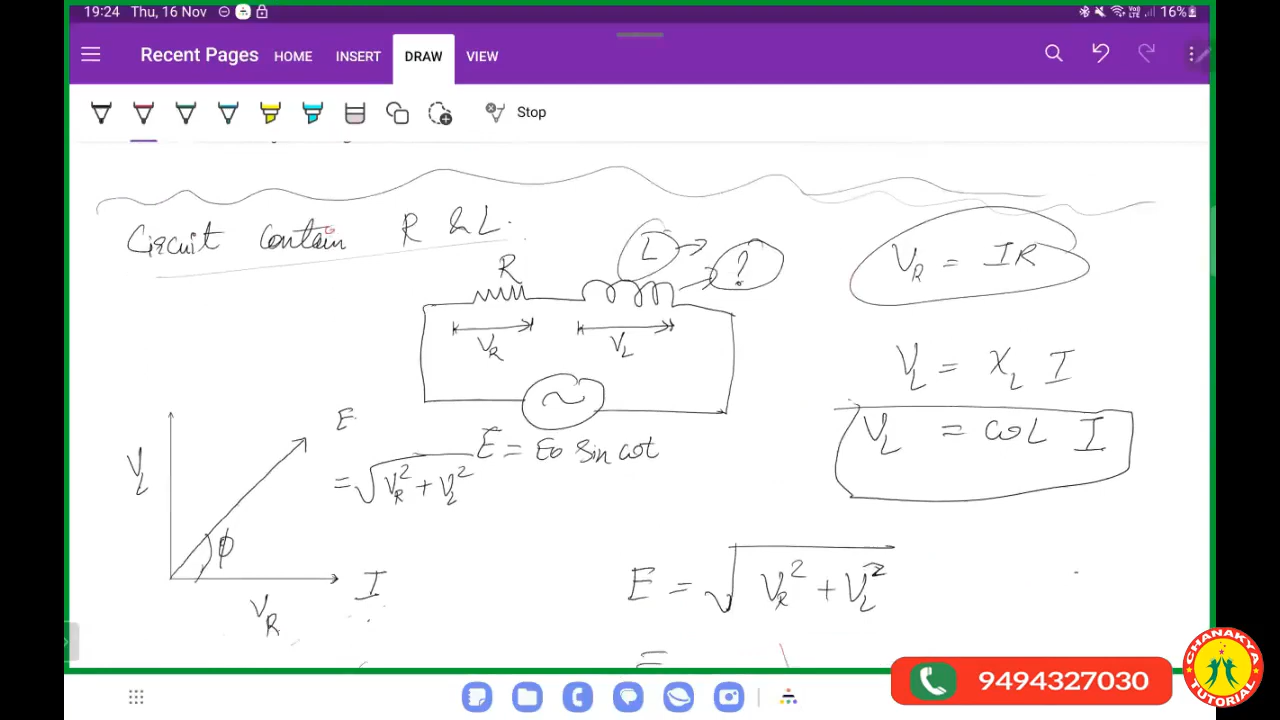 19:24 Thu, 16 Nov
16%
Recent Pages HOME INSERT DRAW VIEW
Stop
Circuit contain R & L.
L → ?
R
V_R
V_L
V_R = IR
V_L = X_L I
V_L = ωL I
E = E₀ sin ωt
E
= √V_R² + V_L²
V_L
ϕ
I
V_R
E = √V_R² + V_L²
=
9494327030
CHANAKYA
TUTORIAL